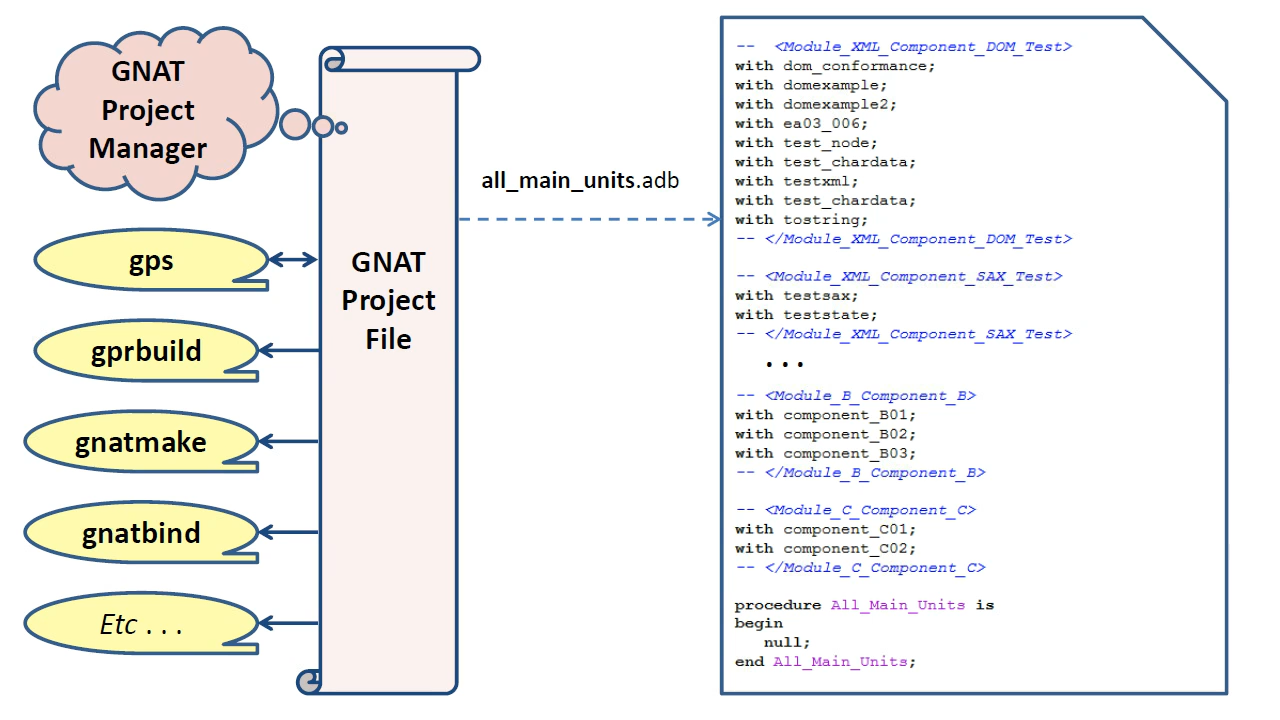 GNAT
Project
Manager
gps
gprbuild
gnatmake
gnatbind
Etc . . .
GNAT
Project
File
all_main_units.adb
-- <Module_XML_Component_DOM_Test>
with dom_conformance;
with domexample;
with domexample2;
with ea03_006;
with test_node;
with test_chardata;
with testxml;
with test_chardata;
with tostring;
-- </Module_XML_Component_DOM_Test>
-- <Module_XML_Component_SAX_Test>
with testsax;
with teststate;
-- </Module_XML_Component_SAX_Test>
. . .
-- <Module_B_Component_B>
with component_B01;
with component_B02;
with component_B03;
-- </Module_B_Component_B>
-- <Module_C_Component_C>
with component_C01;
with component_C02;
-- </Module_C_Component_C>
procedure All_Main_Units is
begin
null;
end All_Main_Units;